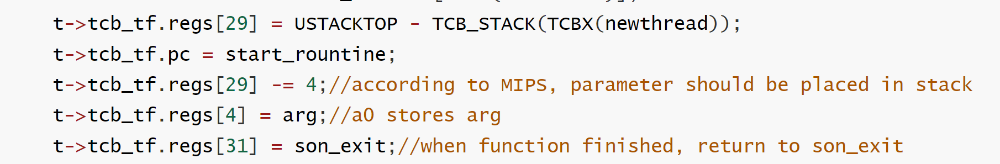 t->tcb_tf.regs[29] = USTACKTOP - TCB_STACK(TCBX(newthread));
t->tcb_tf.pc = start_rountine;
t->tcb_tf.regs[29] -= 4;//according to MIPS, parameter should be placed in stack
t->tcb_tf.regs[4] = arg;//a0 stores arg
t->tcb_tf.regs[31] = son_exit;//when function finished, return to son_exit